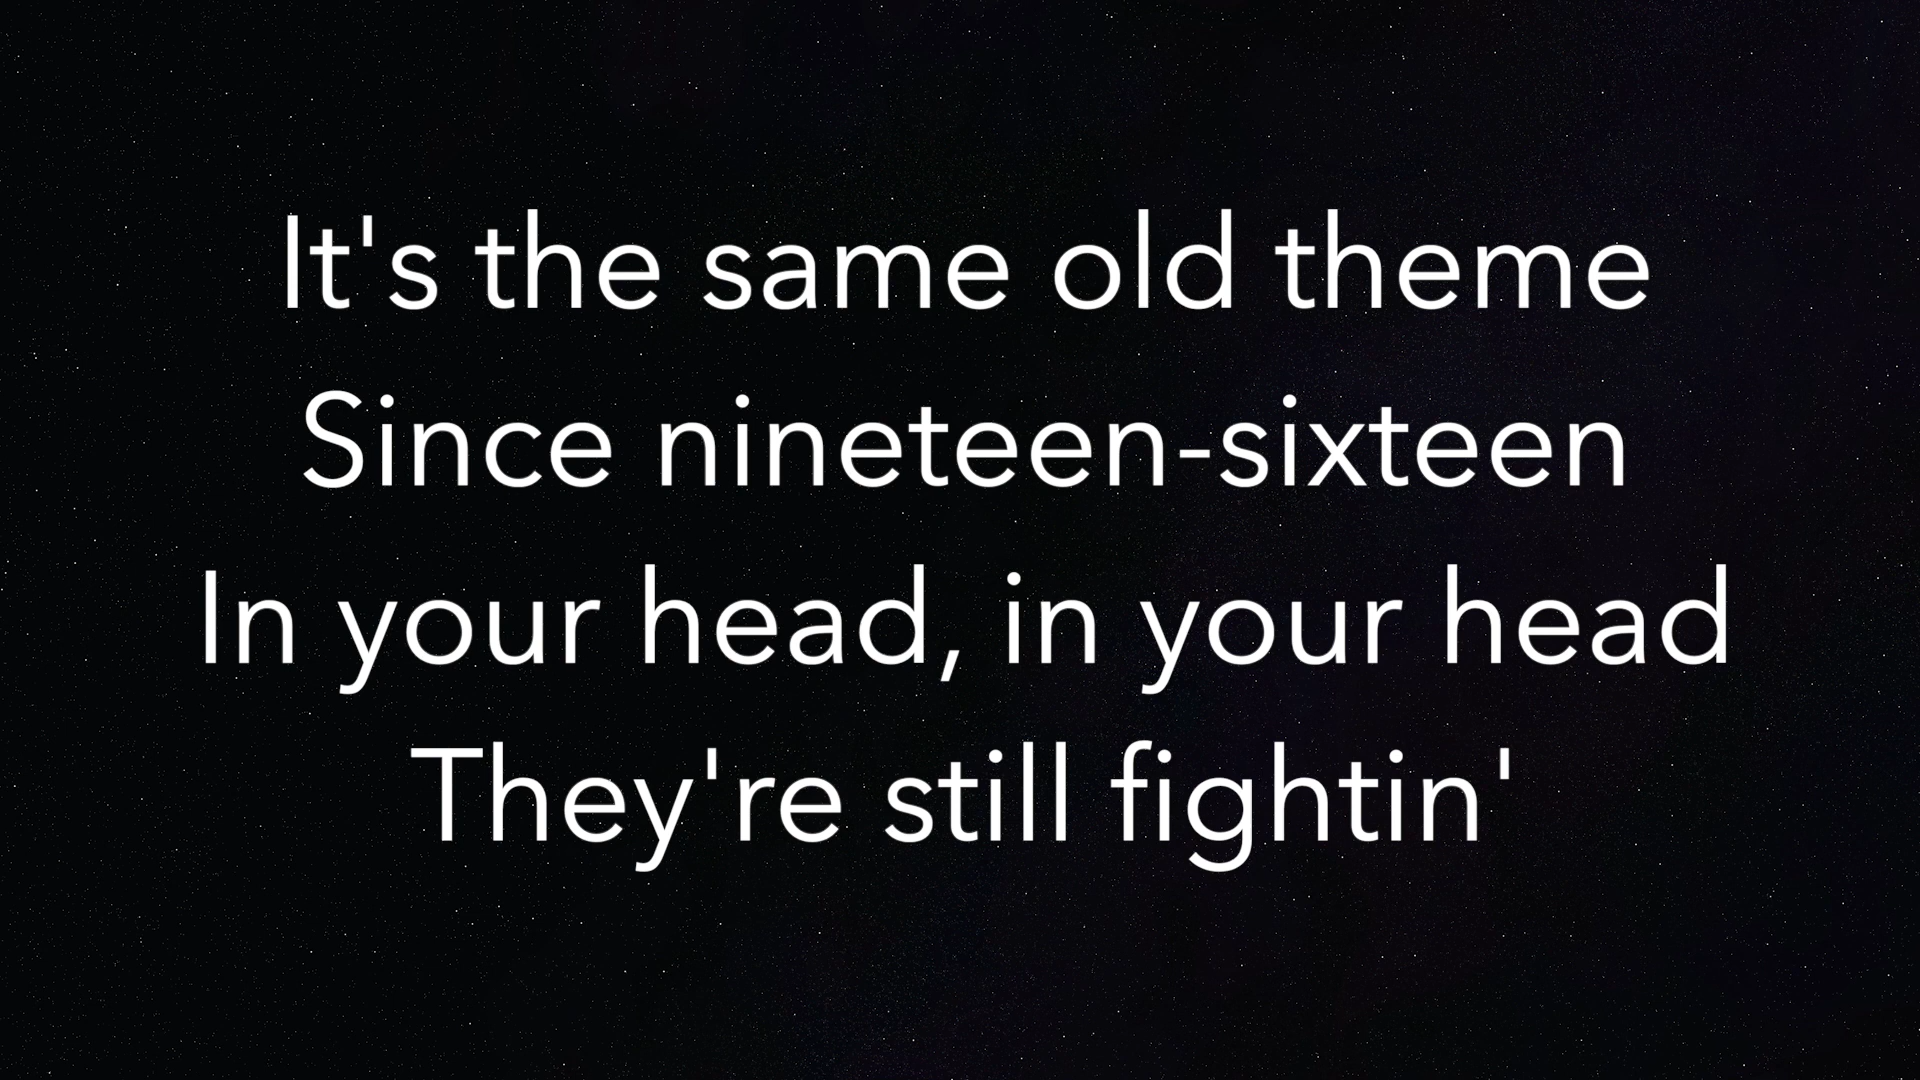 It's the same old theme
Since nineteen-sixteen
In your head, in your head
They're still fightin'